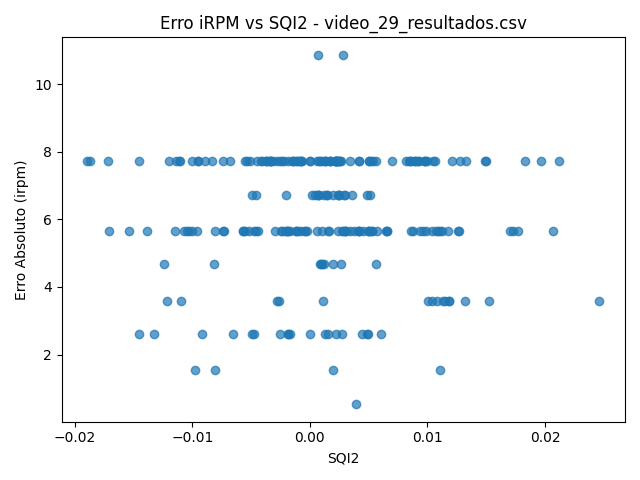 Erro iRPM vs SQI2 - video_29_resultados.csv
10
8
6
4
2
Erro Absoluto (irpm)
−0.02 −0.01 0.00 0.01 0.02
SQI2